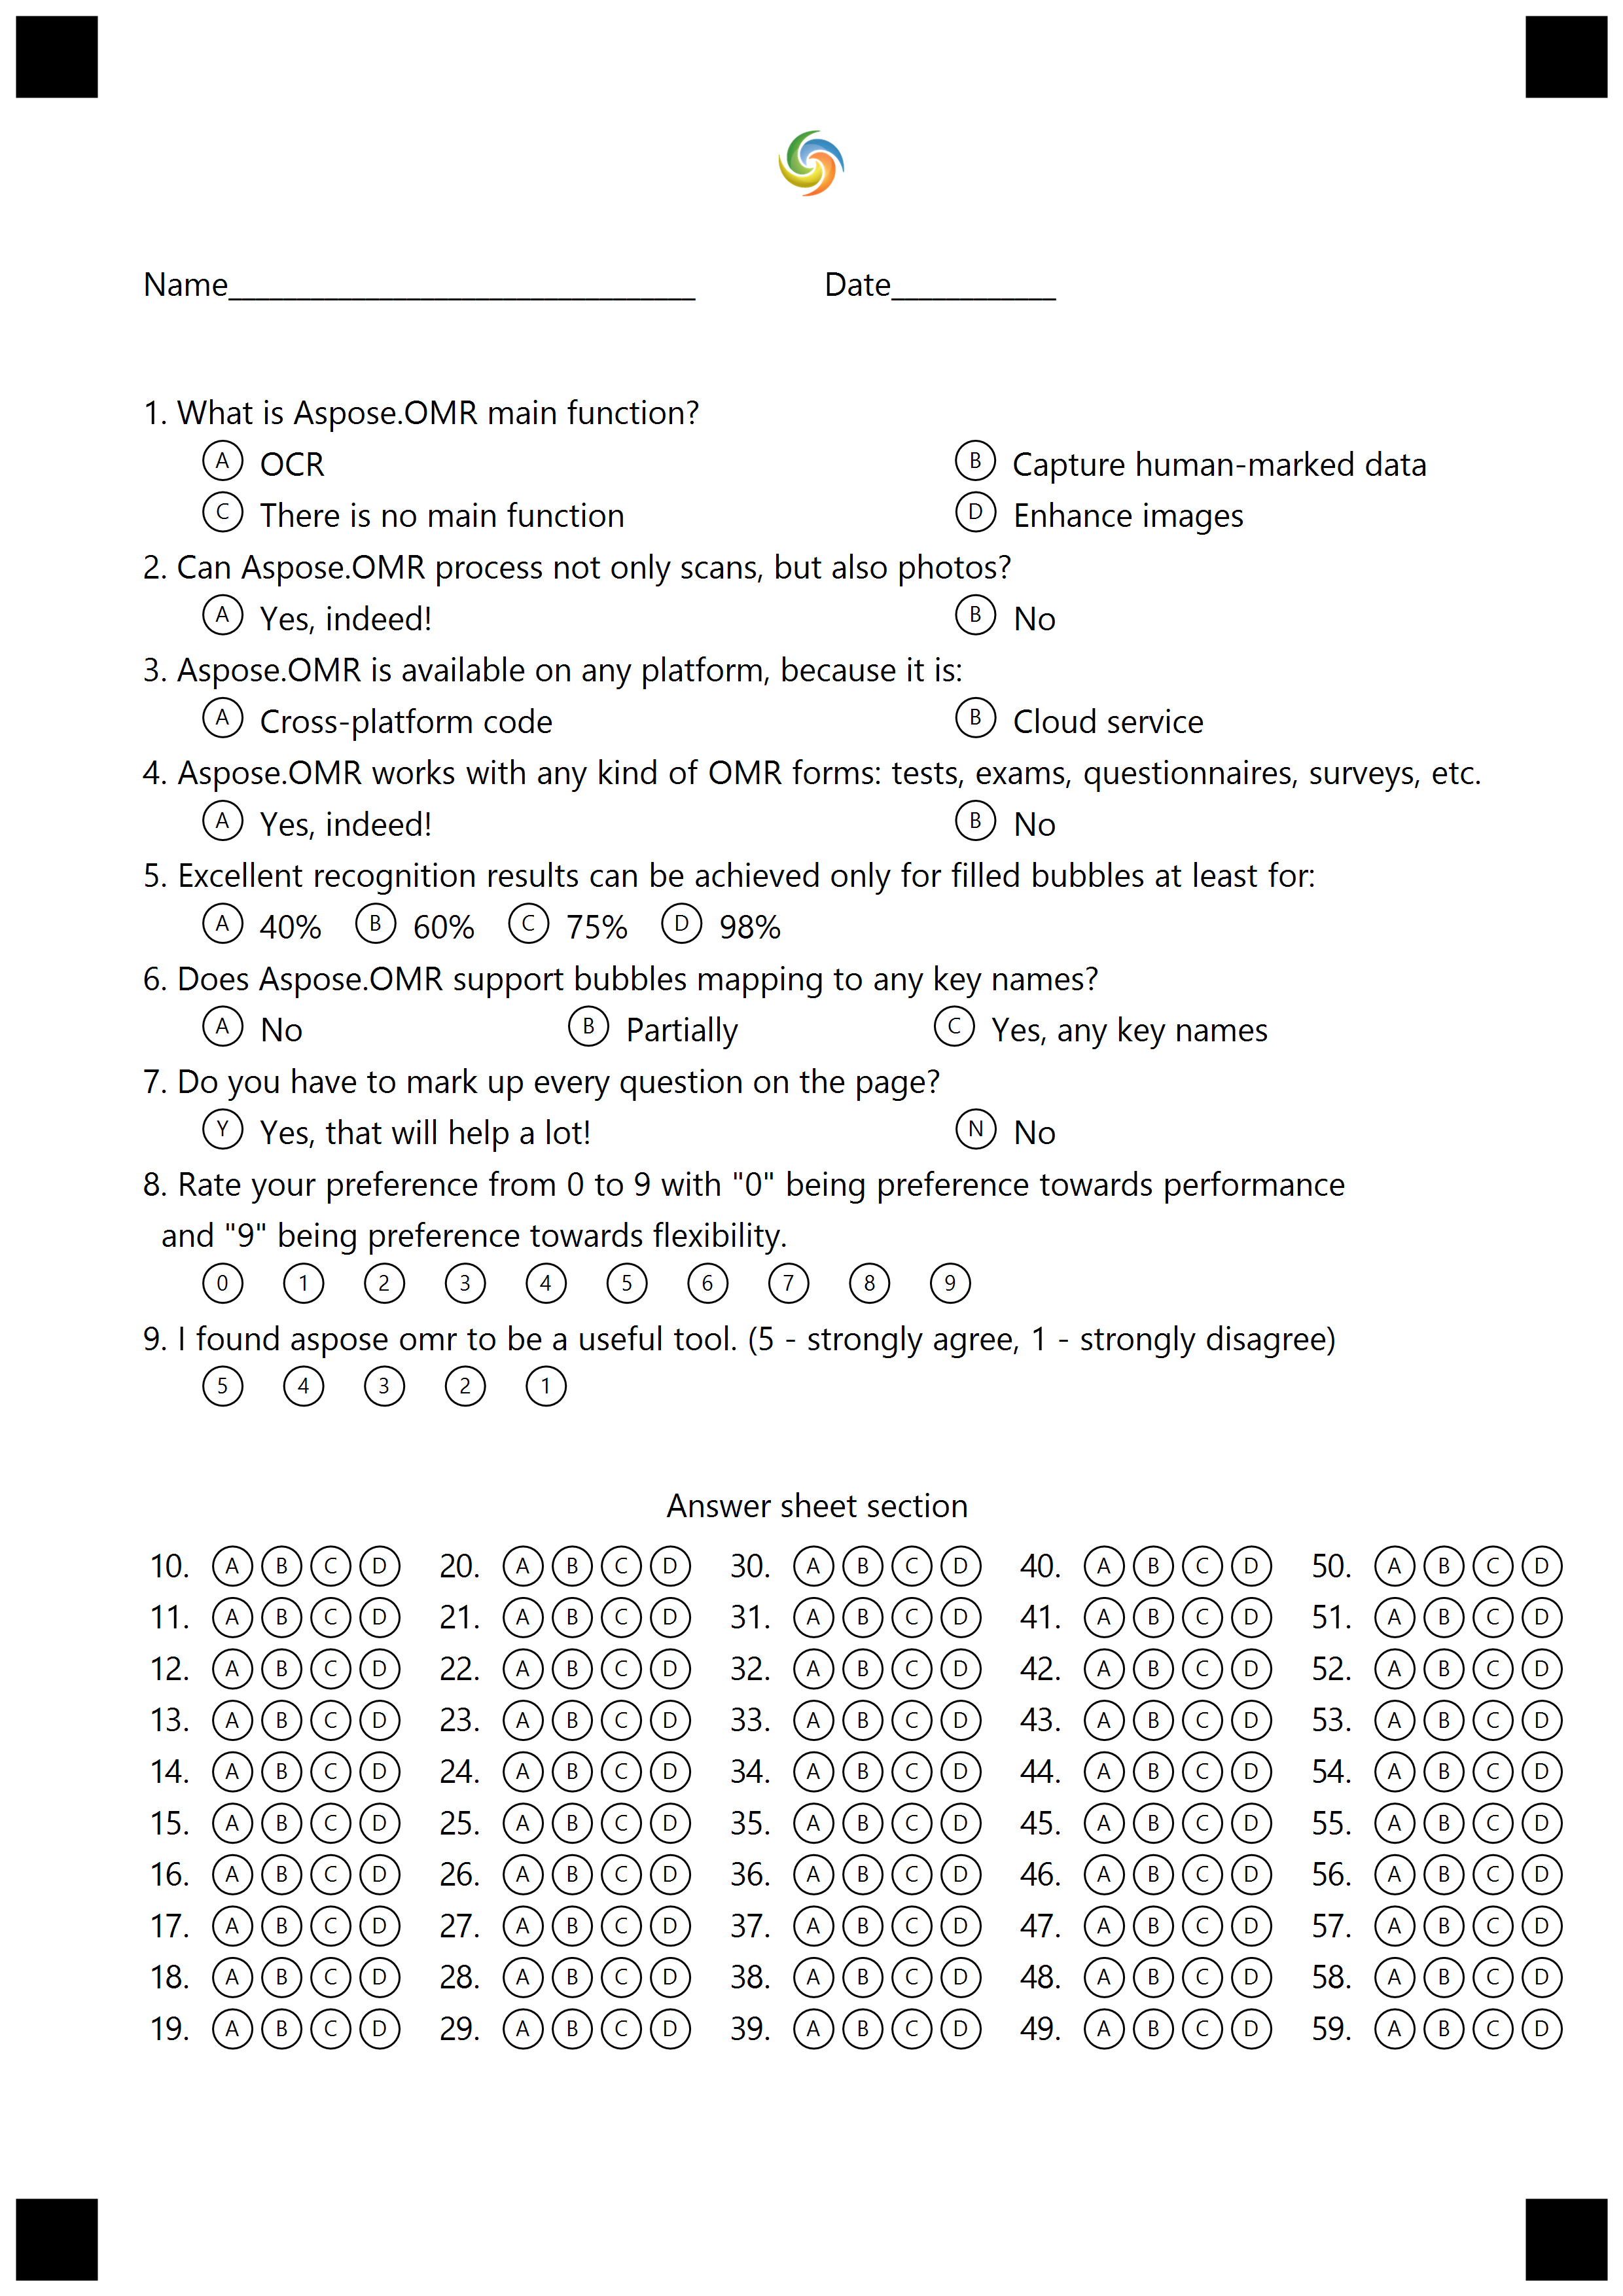 Name__________________________________ Date____________
1. What is Aspose.OMR main function?
A OCR B Capture human-marked data
C There is no main function D Enhance images
2. Can Aspose.OMR process not only scans, but also photos?
A Yes, indeed! B No
3. Aspose.OMR is available on any platform, because it is:
A Cross-platform code B Cloud service
4. Aspose.OMR works with any kind of OMR forms: tests, exams, questionnaires, surveys, etc.
A Yes, indeed! B No
5. Excellent recognition results can be achieved only for filled bubbles at least for:
A 40% B 60% C 75% D 98%
6. Does Aspose.OMR support bubbles mapping to any key names?
A No B Partially C Yes, any key names
7. Do you have to mark up every question on the page?
Y Yes, that will help a lot! N No
8. Rate your preference from 0 to 9 with "0" being preference towards performance
and "9" being preference towards flexibility.
0 1 2 3 4 5 6 7 8 9
9. I found aspose omr to be a useful tool. (5 - strongly agree, 1 - strongly disagree)
5 4 3 2 1
Answer sheet section
10. A B C D 20. A B C D 30. A B C D 40. A B C D 50. A B C D
11. A B C D 21. A B C D 31. A B C D 41. A B C D 51. A B C D
12. A B C D 22. A B C D 32. A B C D 42. A B C D 52. A B C D
13. A B C D 23. A B C D 33. A B C D 43. A B C D 53. A B C D
14. A B C D 24. A B C D 34. A B C D 44. A B C D 54. A B C D
15. A B C D 25. A B C D 35. A B C D 45. A B C D 55. A B C D
16. A B C D 26. A B C D 36. A B C D 46. A B C D 56. A B C D
17. A B C D 27. A B C D 37. A B C D 47. A B C D 57. A B C D
18. A B C D 28. A B C D 38. A B C D 48. A B C D 58. A B C D
19. A B C D 29. A B C D 39. A B C D 49. A B C D 59. A B C D